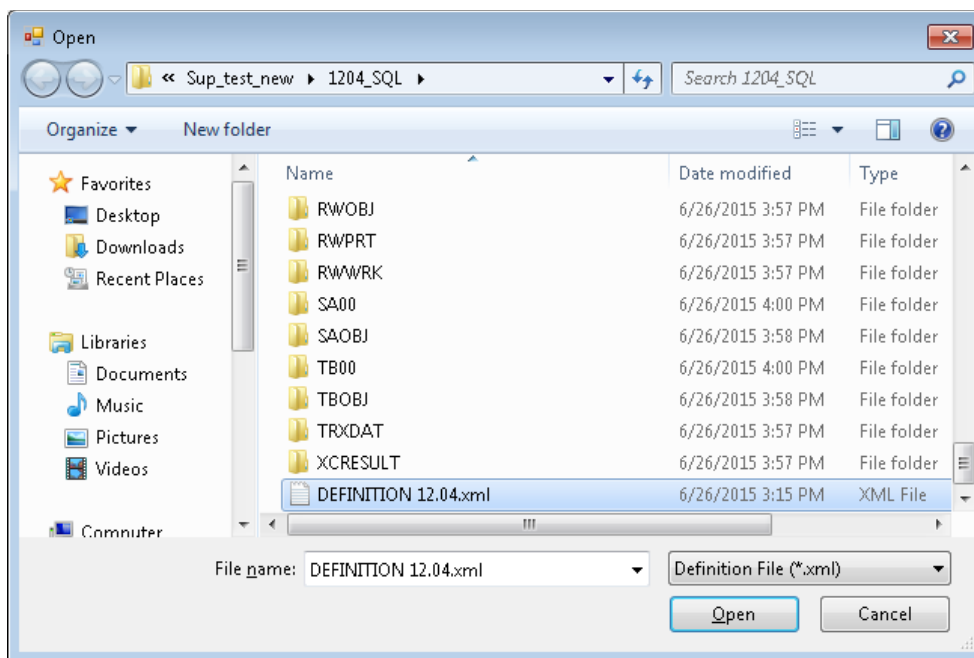 Open
« Sup_test_new ▸ 1204_SQL ▸ Search 1204_SQL
Organize New folder
Name Date modified Type
Favorites
Desktop
Downloads
Recent Places
Libraries
Documents
Music
Pictures
Videos
Computer
RWOBJ 6/26/2015 3:57 PM File folder
RWPRT 6/26/2015 3:57 PM File folder
RWWRK 6/26/2015 3:57 PM File folder
SA00 6/26/2015 4:00 PM File folder
SAOBJ 6/26/2015 3:58 PM File folder
TB00 6/26/2015 4:00 PM File folder
TBOBJ 6/26/2015 3:58 PM File folder
TRXDAT 6/26/2015 3:57 PM File folder
XCRESULT 6/26/2015 3:57 PM File folder
DEFINITION 12.04.xml 6/26/2015 3:15 PM XML File
File name: DEFINITION 12.04.xml Definition File (*.xml)
Open Cancel